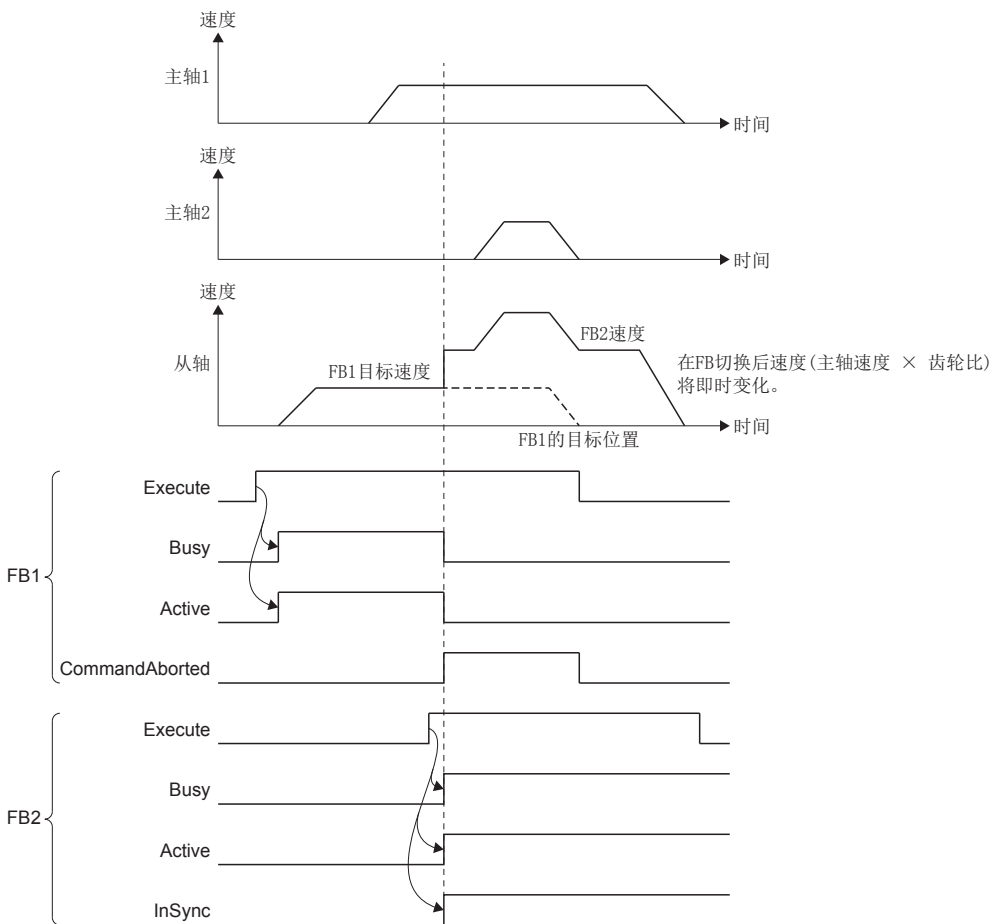 速度
主轴1
时间
速度
主轴2
时间
速度
从轴
FB1目标速度
FB2速度
在FB切换后速度(主轴速度 × 齿轮比)
将即时变化。
时间
FB1的目标位置
FB1
Execute
Busy
Active
CommandAborted
FB2
Execute
Busy
Active
InSync